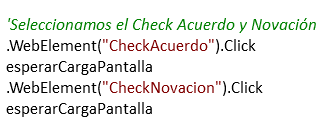 'Seleccionamos el Check Acuerdo y Novación
.WebElement("CheckAcuerdo").Click
esperarCargaPantalla
.WebElement("CheckNovacion").Click
esperarCargaPantalla